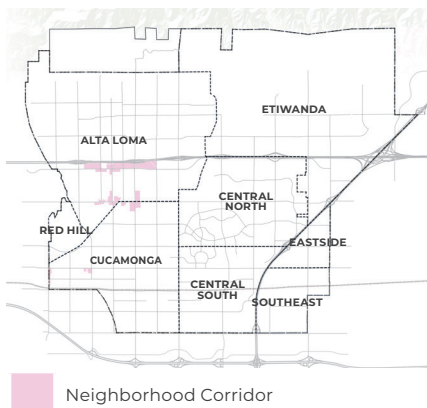 ETIWANDA
ALTA LOMA
CENTRAL
NORTH
RED HILL
EASTSIDE
CUCAMONGA
CENTRAL
SOUTH
SOUTHEAST
Neighborhood Corridor